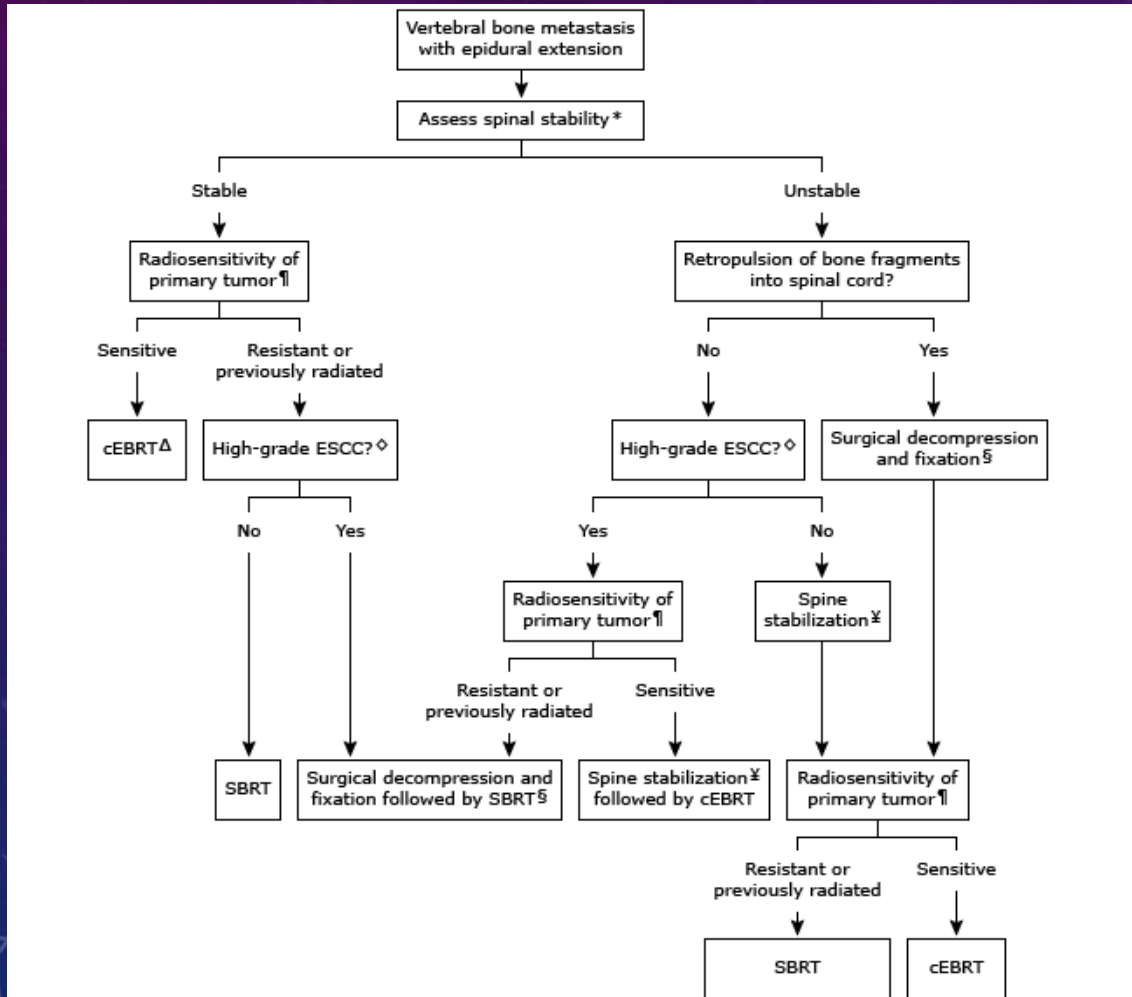 Vertebral bone metastasis
with epidural extension
Assess spinal stability*
Stable
Unstable
Radiosensitivity of
primary tumor¶
Retropulsion of bone fragments
into spinal cord?
Sensitive
Resistant or
previously radiated
No
Yes
cEBRTΔ
High-grade ESCC?◇
High-grade ESCC?◇
Surgical decompression
and fixation§
No
Yes
Yes
No
Radiosensitivity of
primary tumor¶
Spine
stabilization¥
Resistant or
previously radiated
Sensitive
SBRT
Surgical decompression and
fixation followed by SBRT§
Spine stabilization¥
followed by cEBRT
Radiosensitivity of
primary tumor¶
Resistant or
previously radiated
Sensitive
SBRT
cEBRT